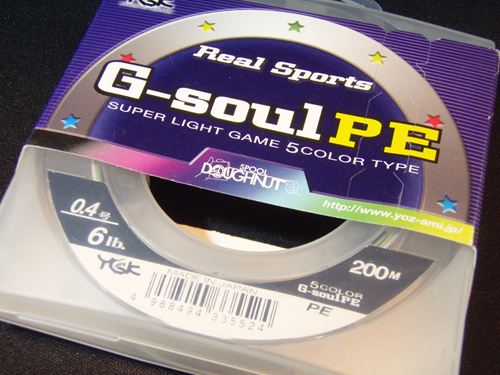 YGK
Real Sports
G-soul PE
SUPER LIGHT GAME 5COLOR TYPE
SPOOL
DOUGHNUT
http://www.yoz-ami.jp/
0.4号
6lb.
200M
YGK
MADE IN JAPAN
4 988494 335524
5COLOR
G-soul PE
PE